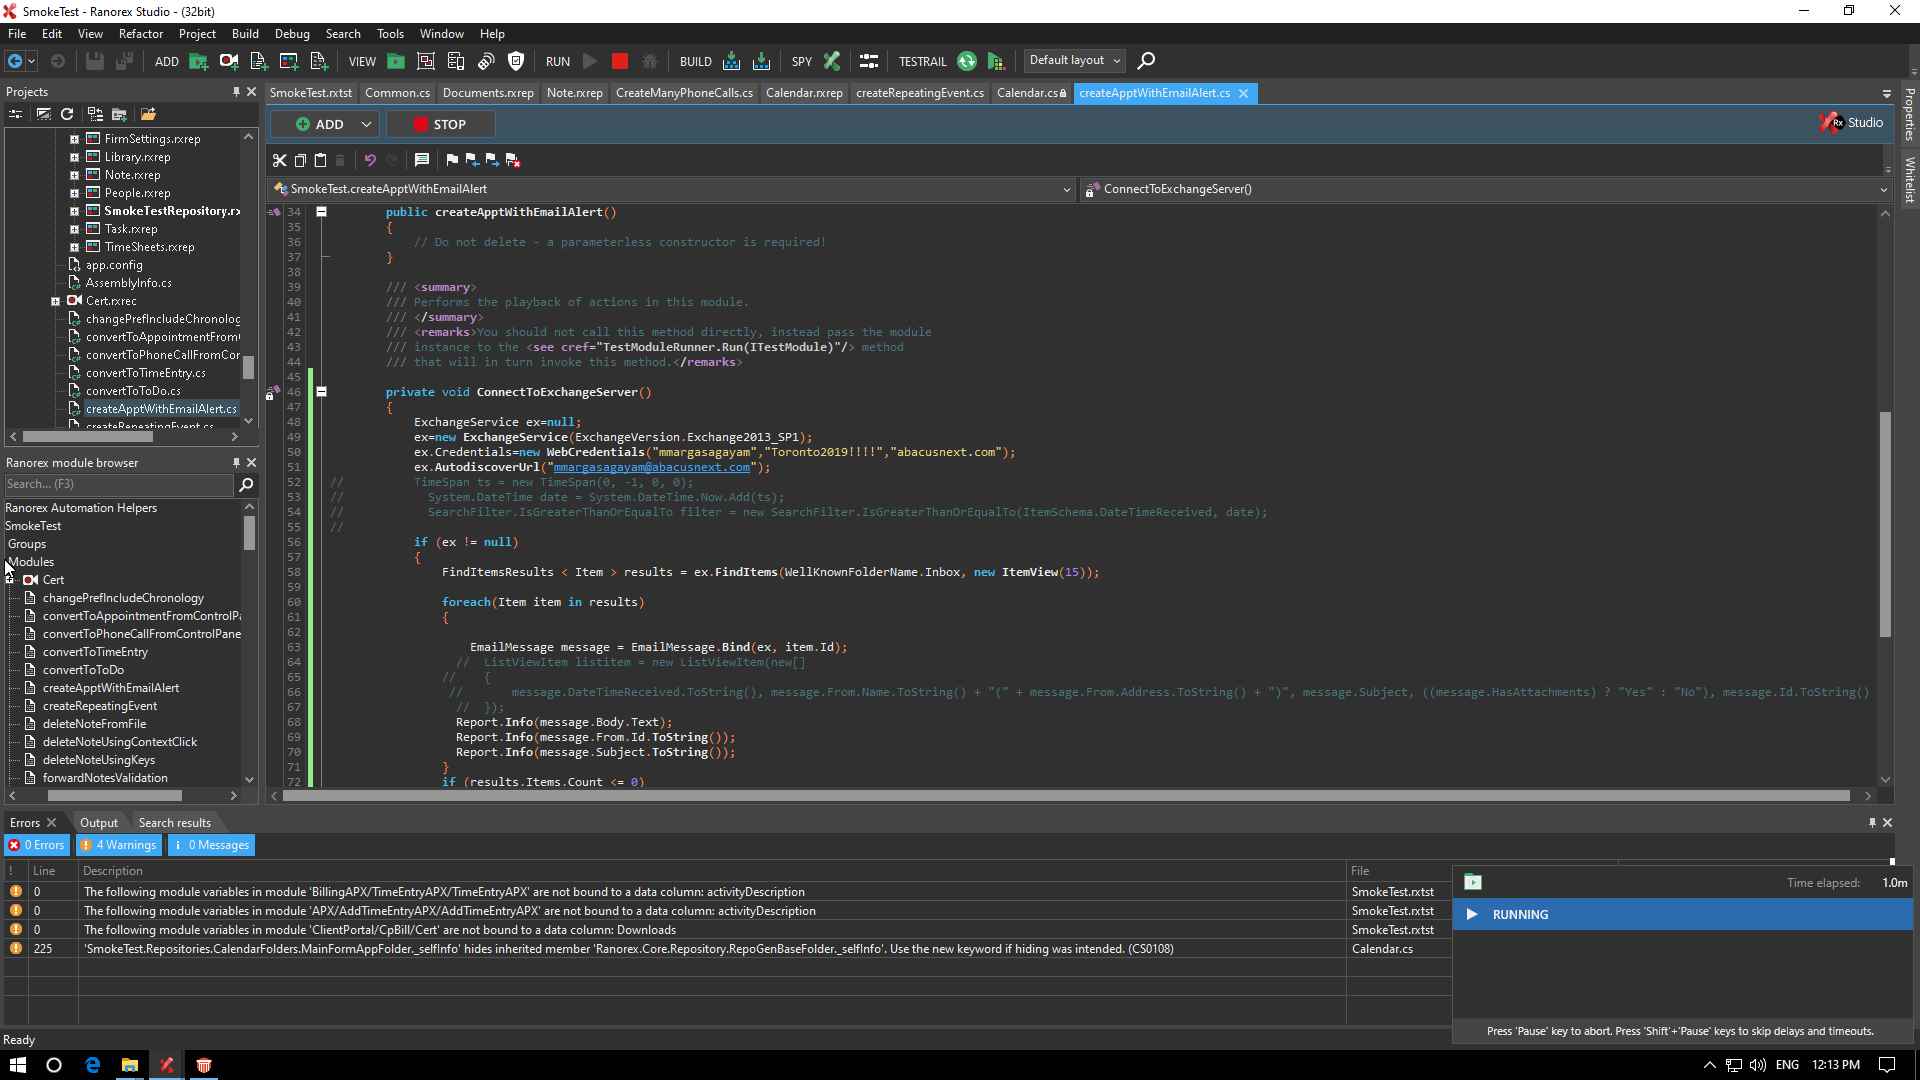 SmokeTest - Ranorex Studio - (32bit)
File Edit View Refactor Project Build Debug Search Tools Window Help
ADD VIEW RUN BUILD SPY TESTRAIL Default layout
Projects
SmokeTest.rxtst Common.cs Documents.rxrep Note.rxrep CreateManyPhoneCalls.cs Calendar.rxrep createRepeatingEvent.cs Calendar.cs createApptWithEmailAlert.cs
ADD STOP
Rx Studio
Properties
Whitelist
FirmSettings.rxrep
Library.rxrep
Note.rxrep
People.rxrep
SmokeTestRepository.rx
Task.rxrep
TimeSheets.rxrep
app.config
AssemblyInfo.cs
Cert.rxrec
changePrefIncludeChronolog
convertToAppointmentFrom
convertToPhoneCallFromCor
convertToTimeEntry.cs
convertToToDo.cs
createApptWithEmailAlert.cs
createRepeatingEvent.cs
Ranorex module browser
Search... (F3)
Ranorex Automation Helpers
SmokeTest
Groups
Modules
Cert
changePrefIncludeChronology
convertToAppointmentFromControlPa
convertToPhoneCallFromControlPane
convertToTimeEntry
convertToToDo
createApptWithEmailAlert
createRepeatingEvent
deleteNoteFromFile
deleteNoteUsingContextClick
deleteNoteUsingKeys
forwardNotesValidation
SmokeTest.createApptWithEmailAlert ConnectToExchangeServer()
34 public createApptWithEmailAlert()
35 {
36 // Do not delete - a parameterless constructor is required!
37 }
38
39 /// <summary>
40 /// Performs the playback of actions in this module.
41 /// </summary>
42 /// <remarks>You should not call this method directly, instead pass the module
43 /// instance to the <see cref="TestModuleRunner.Run(ITestModule)"/> method
44 /// that will in turn invoke this method.</remarks>
45
46 private void ConnectToExchangeServer()
47 {
48 ExchangeService ex=null;
49 ex=new ExchangeService(ExchangeVersion.Exchange2013_SP1);
50 ex.Credentials=new WebCredentials("mmargasagayam","Toronto2019!!!!","abacusnext.com");
51 ex.AutodiscoverUrl("mmargasagayam@abacusnext.com");
52 // TimeSpan ts = new TimeSpan(0, -1, 0, 0);
53 // System.DateTime date = System.DateTime.Now.Add(ts);
54 // SearchFilter.IsGreaterThanOrEqualTo filter = new SearchFilter.IsGreaterThanOrEqualTo(ItemSchema.DateTimeReceived, date);
55 //
56 if (ex != null)
57 {
58 FindItemsResults < Item > results = ex.FindItems(WellKnownFolderName.Inbox, new ItemView(15));
59
60 foreach(Item item in results)
61 {
62
63 EmailMessage message = EmailMessage.Bind(ex, item.Id);
64 // ListViewItem listitem = new ListViewItem(new[]
65 // {
66 // message.DateTimeReceived.ToString(), message.From.Name.ToString() + "(" + message.From.Address.ToString() + ")", message.Subject, ((message.HasAttachments) ? "Yes" : "No"), message.Id.ToString()
67 // });
68 Report.Info(message.Body.Text);
69 Report.Info(message.From.Id.ToString());
70 Report.Info(message.Subject.ToString());
71 }
72 if (results.Items.Count <= 0)
Errors Output Search results
0 Errors 4 Warnings 0 Messages
! Line Description File
0 The following module variables in module 'BillingAPX/TimeEntryAPX/TimeEntryAPX' are not bound to a data column: activityDescription SmokeTest.rxtst
0 The following module variables in module 'APX/AddTimeEntryAPX/AddTimeEntryAPX' are not bound to a data column: activityDescription SmokeTest.rxtst
0 The following module variables in module 'ClientPortal/CpBill/Cert' are not bound to a data column: Downloads SmokeTest.rxtst
225 'SmokeTest.Repositories.CalendarFolders.MainFormAppFolder._selfInfo' hides inherited member 'Ranorex.Core.Repository.RepoGenBaseFolder._selfInfo'. Use the new keyword if hiding was intended. (CS0108) Calendar.cs
Time elapsed: 1.0m
RUNNING
Press 'Pause' key to abort. Press 'Shift'+'Pause' keys to skip delays and timeouts.
Ready
ENG 12:13 PM